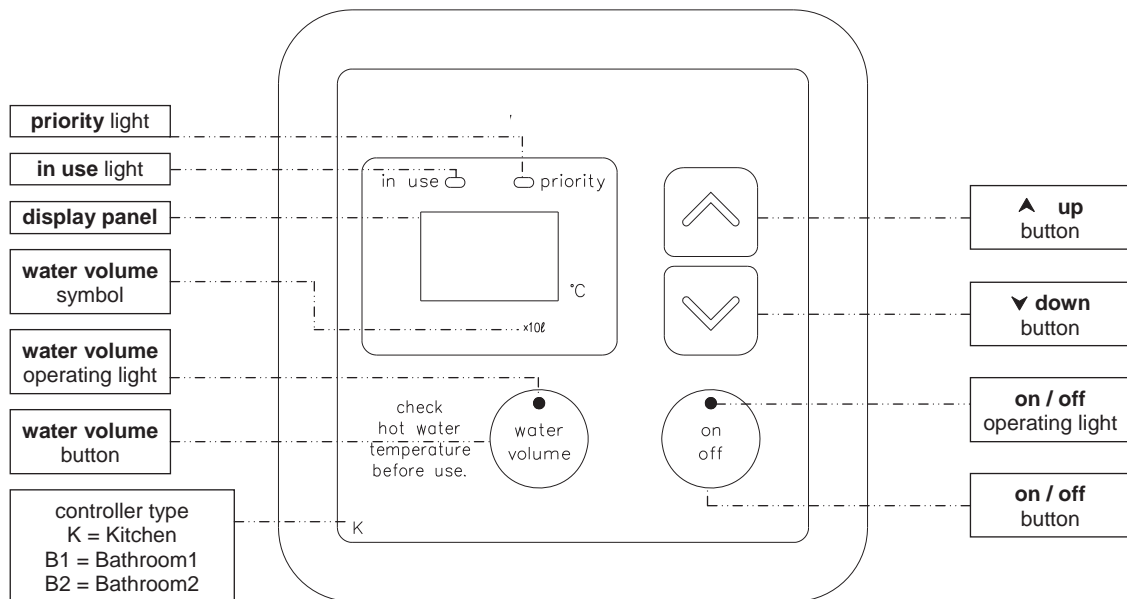 priority light
in use light
display panel
water volume
symbol
water volume
operating light
water volume
button
controller type
K = Kitchen
B1 = Bathroom1
B2 = Bathroom2
in use
priority
°C
×10ℓ
check
hot water
temperature
before use.
water
volume
on
off
K
up
button
down
button
on / off
operating light
on / off
button